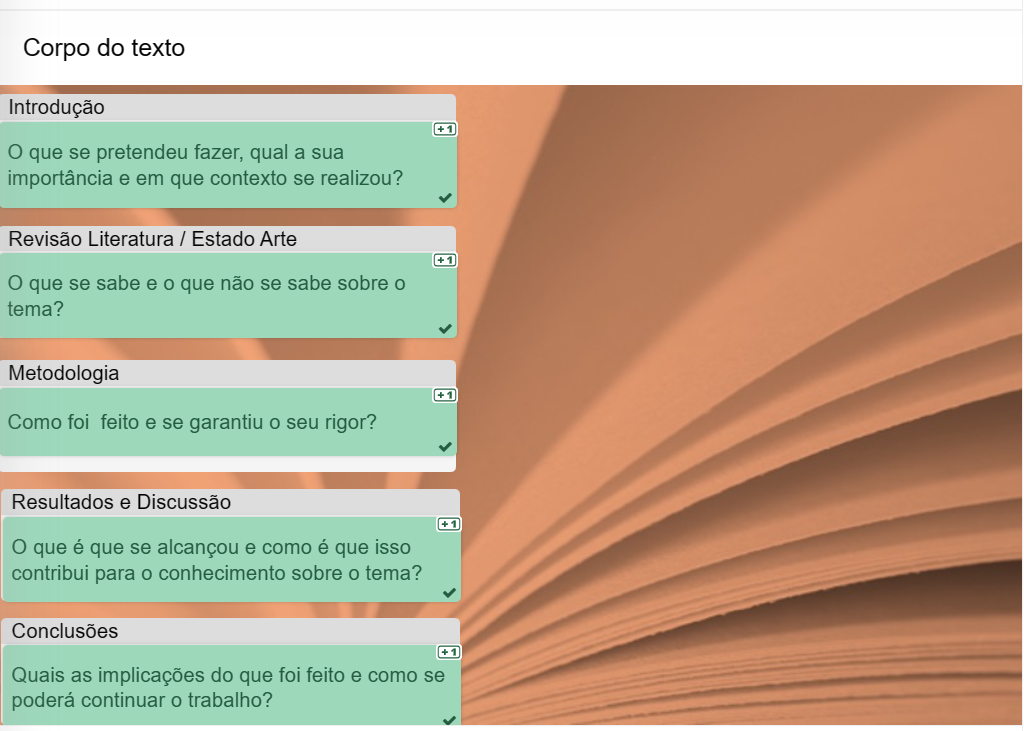 Corpo do texto
Introdução
+1
O que se pretendeu fazer, qual a sua
importância e em que contexto se realizou?
Revisão Literatura / Estado Arte
+1
O que se sabe e o que não se sabe sobre o
tema?
Metodologia
+1
Como foi  feito e se garantiu o seu rigor?
Resultados e Discussão
+1
O que é que se alcançou e como é que isso
contribui para o conhecimento sobre o tema?
Conclusões
+1
Quais as implicações do que foi feito e como se
poderá continuar o trabalho?